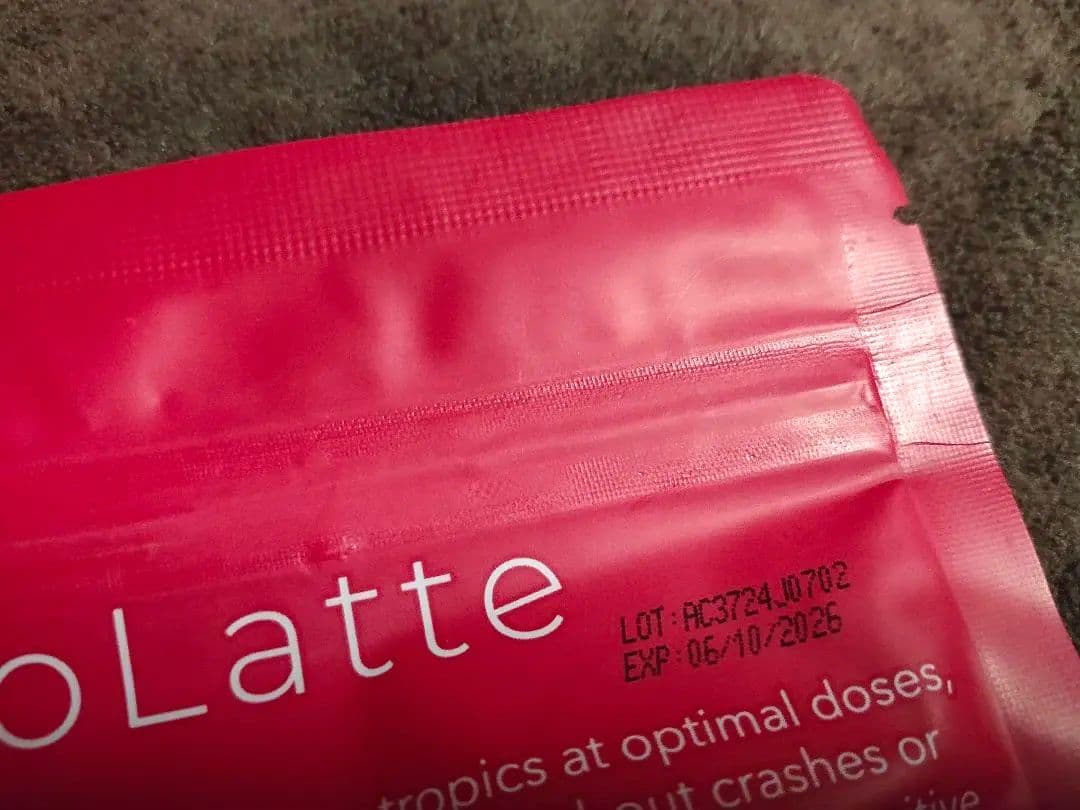 oLatte
LOT:AC3724J0702
EXP:06/10/2026
tropics at optimal doses,
out crashes or